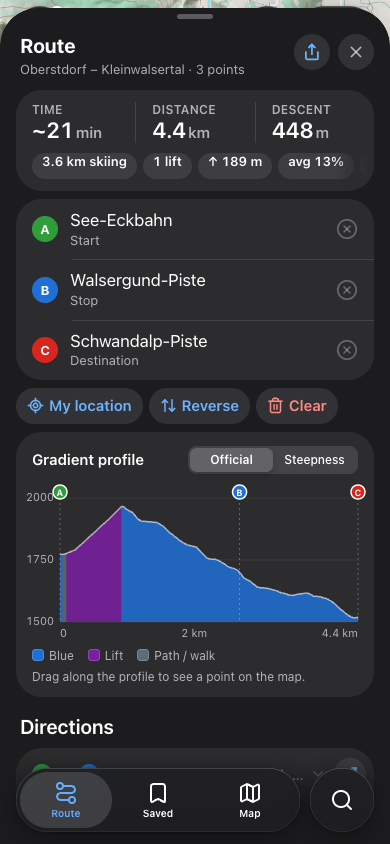 Route
Oberstdorf – Kleinwalsertal · 3 points
TIME DISTANCE DESCENT
~21 min 4.4 km 448 m
3.6 km skiing 1 lift ↑ 189 m avg 13%
A See-Eckbahn
Start
B Walsergund-Piste
Stop
C Schwandalp-Piste
Destination
My location Reverse Clear
Gradient profile Official Steepness
2000 A B C
1750
1500
0 2 km 4.4 km
Blue Lift Path / walk
Drag along the profile to see a point on the map.
Directions
Route Saved Map